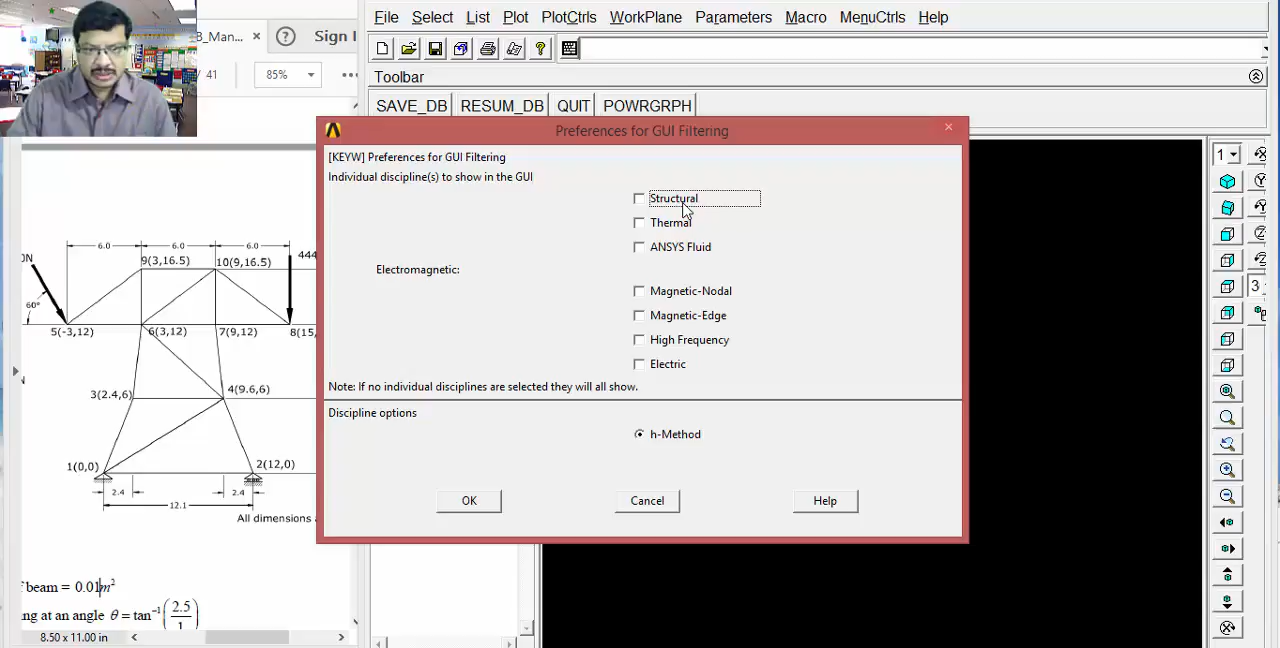 File Select List Plot PlotCtrls WorkPlane Parameters Macro MenuCtrls Help
B_Man... × ? Sign I
/ 41 85% •••
Toolbar
SAVE_DB RESUM_DB QUIT POWRGRPH
Preferences for GUI Filtering
[KEYW] Preferences for GUI Filtering
Individual discipline(s) to show in the GUI
Structural
Thermal
ANSYS Fluid
Electromagnetic:
Magnetic-Nodal
Magnetic-Edge
High Frequency
Electric
Note: If no individual disciplines are selected they will all show.
Discipline options
h-Method
OK Cancel Help
1
3
6.0 6.0 6.0
0N 9(3,16.5) 10(9,16.5) 444
60°
5(-3,12) 6(3,12) 7(9,12) 8(15,
3(2.4,6) 4(9.6,6)
1(0,0) 2(12,0)
2.4 2.4
12.1
All dimensions a
f beam = 0.01m²
ng at an angle θ = tan⁻¹(2.5/1)
8.50 x 11.00 in